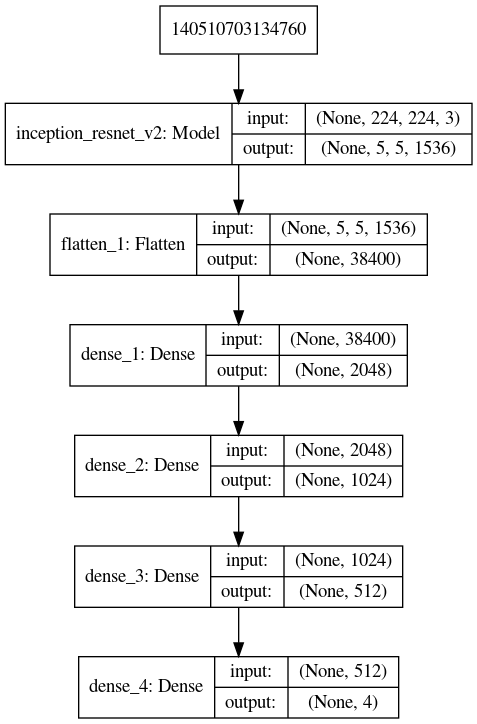 140510703134760
inception_resnet_v2: Model
input: (None, 224, 224, 3)
output: (None, 5, 5, 1536)
flatten_1: Flatten
input: (None, 5, 5, 1536)
output: (None, 38400)
dense_1: Dense
input: (None, 38400)
output: (None, 2048)
dense_2: Dense
input: (None, 2048)
output: (None, 1024)
dense_3: Dense
input: (None, 1024)
output: (None, 512)
dense_4: Dense
input: (None, 512)
output: (None, 4)